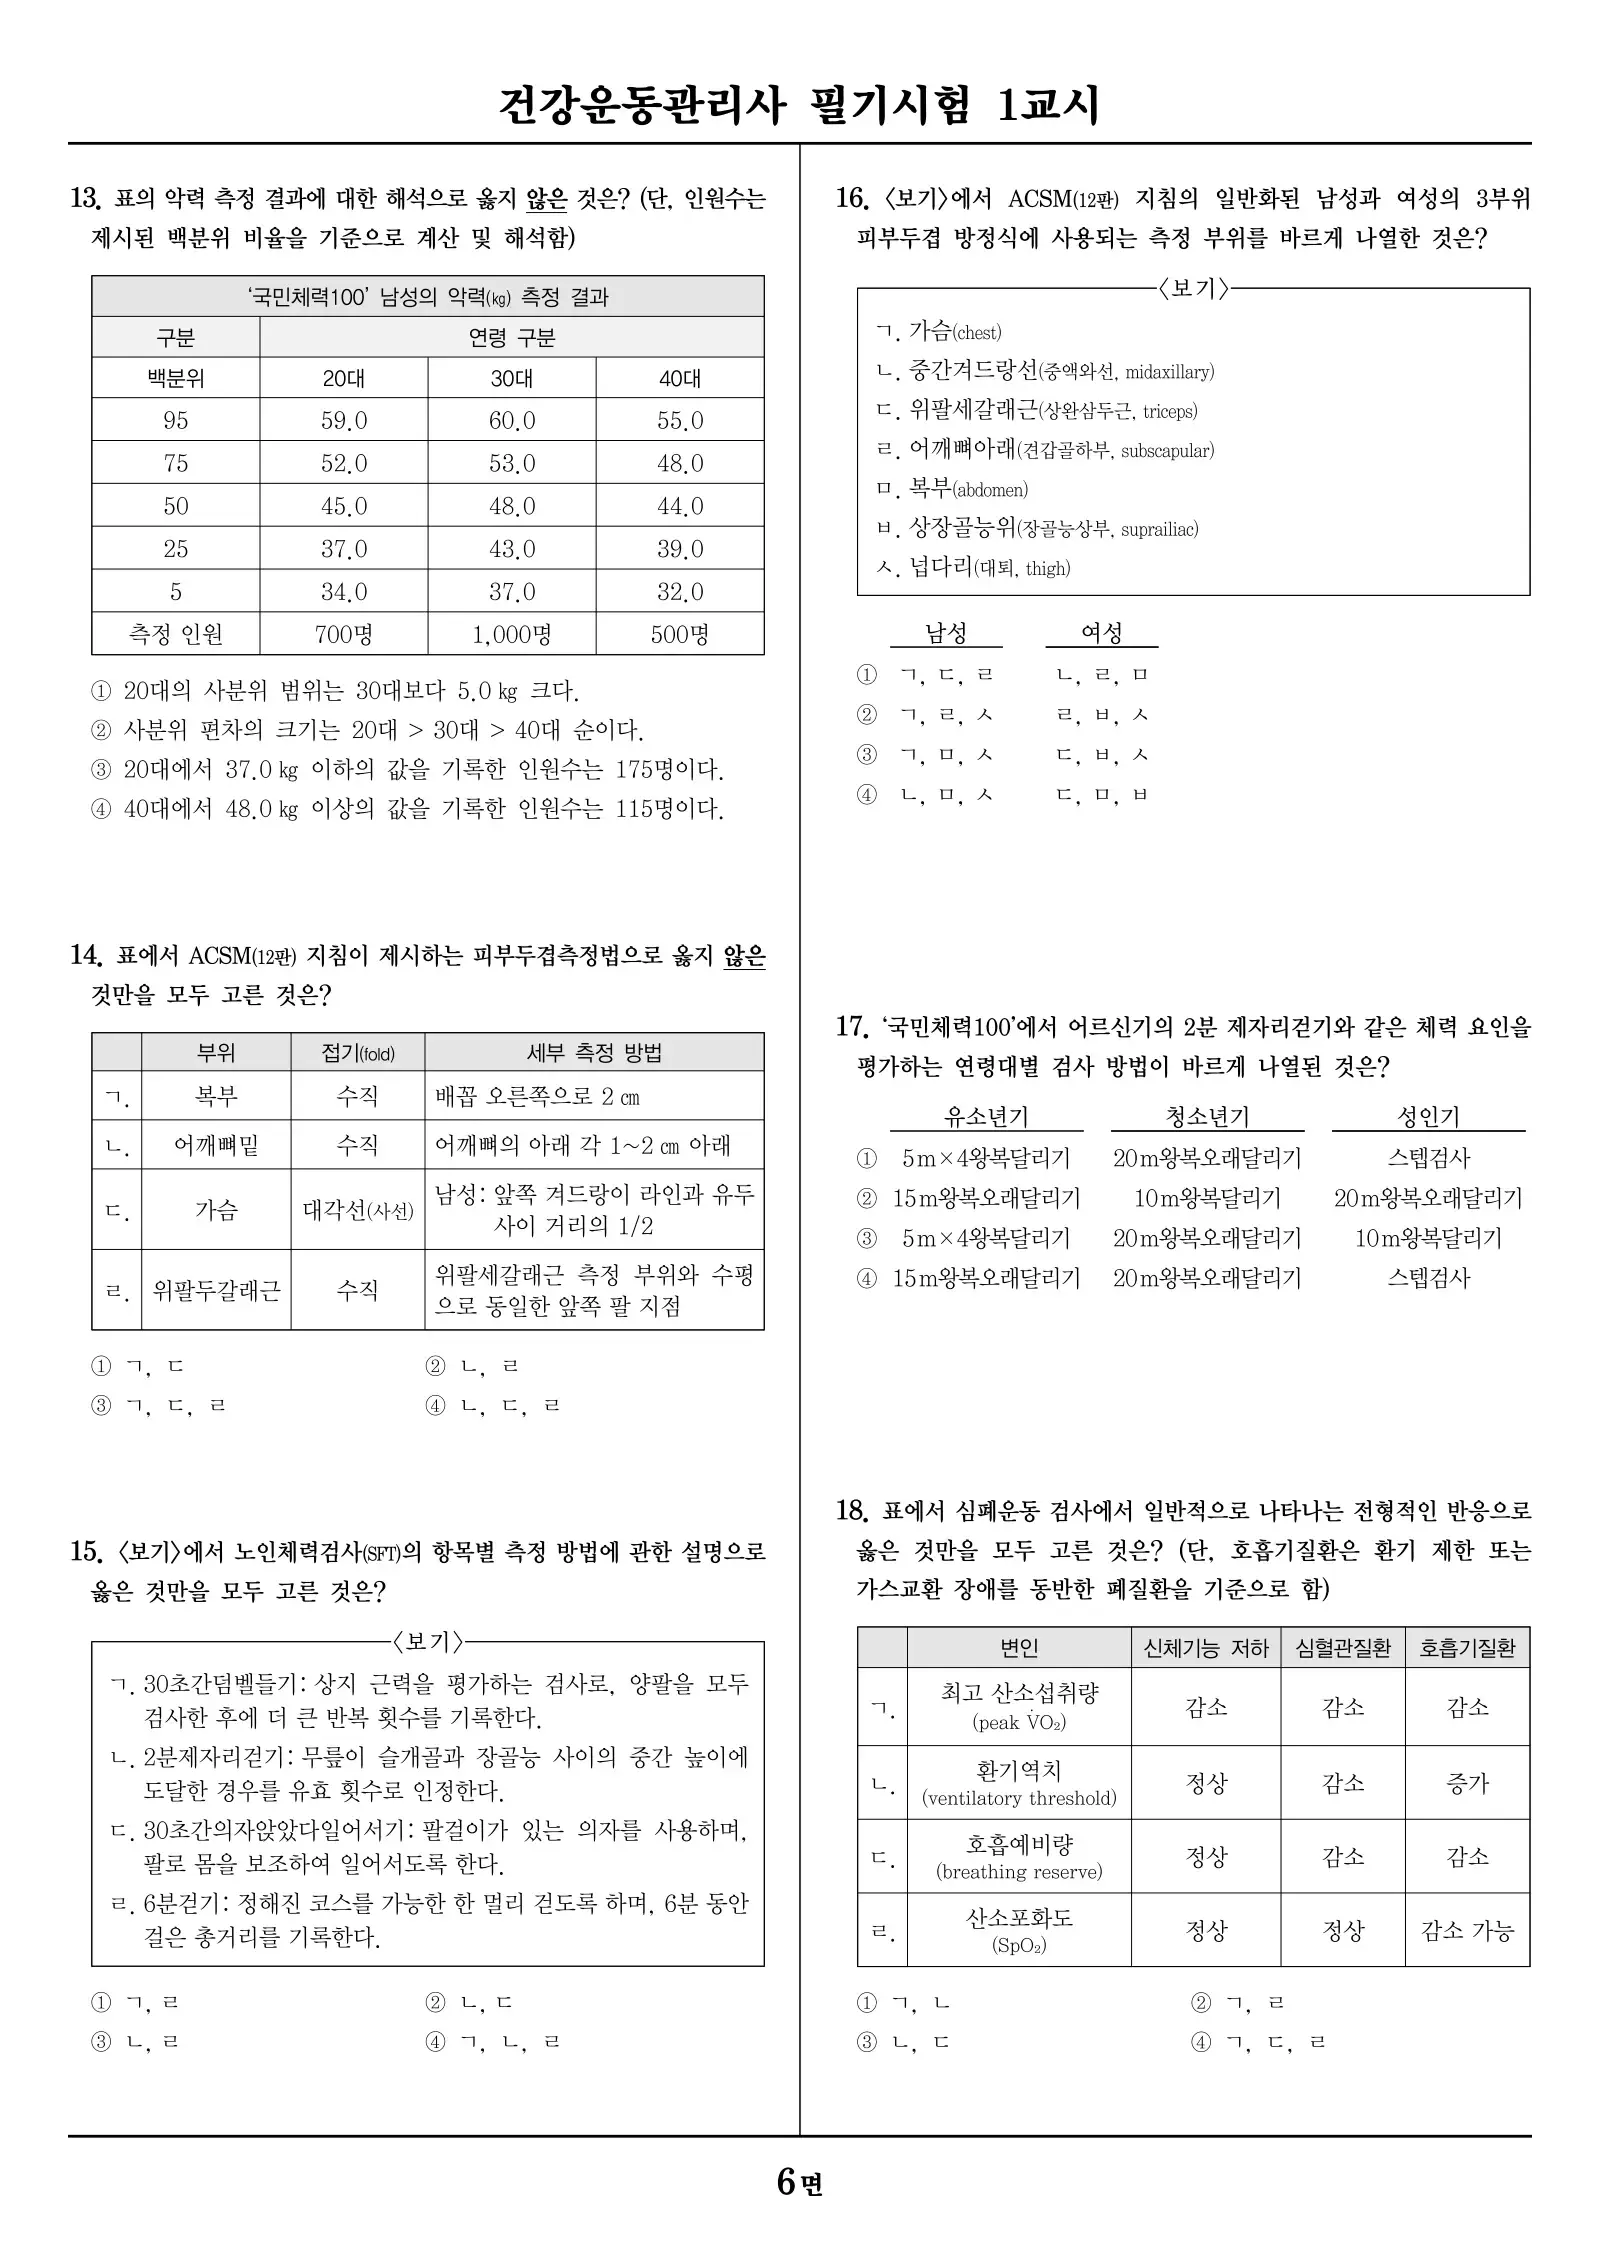 건강운동관리사 필기시험 1교시
13. 표의 악력 측정 결과에 대한 해석으로 옳지 않은 것은? (단, 인원수는
제시된 백분위 비율을 기준으로 계산 및 해석함)
‘국민체력100’ 남성의 악력(㎏) 측정 결과
구분 연령 구분
백분위 20대 30대 40대
95 59.0 60.0 55.0
75 52.0 53.0 48.0
50 45.0 48.0 44.0
25 37.0 43.0 39.0
5 34.0 37.0 32.0
측정 인원 700명 1,000명 500명
① 20대의 사분위 범위는 30대보다 5.0㎏ 크다.
② 사분위 편차의 크기는 20대 > 30대 > 40대 순이다.
③ 20대에서 37.0㎏ 이하의 값을 기록한 인원수는 175명이다.
④ 40대에서 48.0㎏ 이상의 값을 기록한 인원수는 115명이다.
14. 표에서 ACSM(12판) 지침이 제시하는 피부두겹측정법으로 옳지 않은
것만을 모두 고른 것은?
부위 접기(fold) 세부 측정 방법
ㄱ. 복부 수직 배꼽 오른쪽으로 2㎝
ㄴ. 어깨뼈밑 수직 어깨뼈의 아래 각 1~2㎝ 아래
ㄷ. 가슴 대각선(사선) 남성: 앞쪽 겨드랑이 라인과 유두
사이 거리의 1/2
ㄹ. 위팔두갈래근 수직 위팔세갈래근 측정 부위와 수평
으로 동일한 앞쪽 팔 지점
① ㄱ, ㄷ ② ㄴ, ㄹ
③ ㄱ, ㄷ, ㄹ ④ ㄴ, ㄷ, ㄹ
15. 〈보기〉에서 노인체력검사(SFT)의 항목별 측정 방법에 관한 설명으로
옳은 것만을 모두 고른 것은?
〈보기〉
ㄱ. 30초간덤벨들기: 상지 근력을 평가하는 검사로, 양팔을 모두
검사한 후에 더 큰 반복 횟수를 기록한다.
ㄴ. 2분제자리걷기: 무릎이 슬개골과 장골능 사이의 중간 높이에
도달한 경우를 유효 횟수로 인정한다.
ㄷ. 30초간의자앉았다일어서기: 팔걸이가 있는 의자를 사용하며,
팔로 몸을 보조하여 일어서도록 한다.
ㄹ. 6분걷기: 정해진 코스를 가능한 한 멀리 걷도록 하며, 6분 동안
걸은 총거리를 기록한다.
① ㄱ, ㄹ ② ㄴ, ㄷ
③ ㄴ, ㄹ ④ ㄱ, ㄴ, ㄹ
16. 〈보기〉에서 ACSM(12판) 지침의 일반화된 남성과 여성의 3부위
피부두겹 방정식에 사용되는 측정 부위를 바르게 나열한 것은?
〈보기〉
ㄱ. 가슴(chest)
ㄴ. 중간겨드랑선(중액와선, midaxillary)
ㄷ. 위팔세갈래근(상완삼두근, triceps)
ㄹ. 어깨뼈아래(견갑골하부, subscapular)
ㅁ. 복부(abdomen)
ㅂ. 상장골능위(장골능상부, suprailiac)
ㅅ. 넙다리(대퇴, thigh)
남성 여성
① ㄱ, ㄷ, ㄹ ㄴ, ㄹ, ㅁ
② ㄱ, ㄹ, ㅅ ㄹ, ㅂ, ㅅ
③ ㄱ, ㅁ, ㅅ ㄷ, ㅂ, ㅅ
④ ㄴ, ㅁ, ㅅ ㄷ, ㅁ, ㅂ
17. ‘국민체력100’에서 어르신기의 2분 제자리걷기와 같은 체력 요인을
평가하는 연령대별 검사 방법이 바르게 나열된 것은?
유소년기 청소년기 성인기
① 5m×4왕복달리기 20m왕복오래달리기 스텝검사
② 15m왕복오래달리기 10m왕복달리기 20m왕복오래달리기
③ 5m×4왕복달리기 20m왕복오래달리기 10m왕복달리기
④ 15m왕복오래달리기 20m왕복오래달리기 스텝검사
18. 표에서 심폐운동 검사에서 일반적으로 나타나는 전형적인 반응으로
옳은 것만을 모두 고른 것은? (단, 호흡기질환은 환기 제한 또는
가스교환 장애를 동반한 폐질환을 기준으로 함)
변인 신체기능 저하 심혈관질환 호흡기질환
ㄱ. 최고 산소섭취량 (peak V̇O₂) 감소 감소 감소
ㄴ. 환기역치 (ventilatory threshold) 정상 감소 증가
ㄷ. 호흡예비량 (breathing reserve) 정상 감소 감소
ㄹ. 산소포화도 (SpO₂) 정상 정상 감소 가능
① ㄱ, ㄴ ② ㄱ, ㄹ
③ ㄴ, ㄷ ④ ㄱ, ㄷ, ㄹ
6면